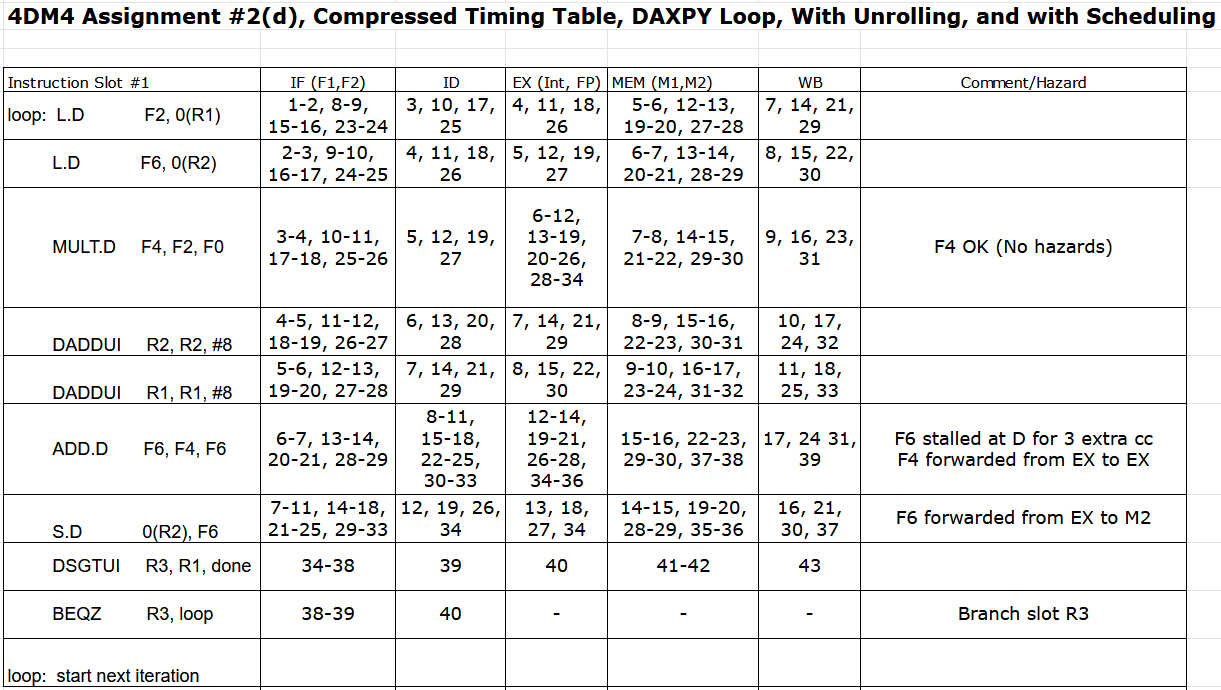 4DM4 Assignment #2(d), Compressed Timing Table, DAXPY Loop, With Unrolling, and with Scheduling
Instruction Slot #1 IF (F1,F2) ID EX (Int, FP) MEM (M1,M2) WB Comment/Hazard
loop: L.D F2, 0(R1) 1-2, 8-9, 15-16, 23-24 3, 10, 17, 25 4, 11, 18, 26 5-6, 12-13, 19-20, 27-28 7, 14, 21, 29
L.D F6, 0(R2) 2-3, 9-10, 16-17, 24-25 4, 11, 18, 26 5, 12, 19, 27 6-7, 13-14, 20-21, 28-29 8, 15, 22, 30
MULT.D F4, F2, F0 3-4, 10-11, 17-18, 25-26 5, 12, 19, 27 6-12, 13-19, 20-26, 28-34 7-8, 14-15, 21-22, 29-30 9, 16, 23, 31 F4 OK (No hazards)
DADDUI R2, R2, #8 4-5, 11-12, 18-19, 26-27 6, 13, 20, 28 7, 14, 21, 29 8-9, 15-16, 22-23, 30-31 10, 17, 24, 32
DADDUI R1, R1, #8 5-6, 12-13, 19-20, 27-28 7, 14, 21, 29 8, 15, 22, 30 9-10, 16-17, 23-24, 31-32 11, 18, 25, 33
ADD.D F6, F4, F6 6-7, 13-14, 20-21, 28-29 8-11, 15-18, 22-25, 30-33 12-14, 19-21, 26-28, 34-36 15-16, 22-23, 29-30, 37-38 17, 24 31, 39 F6 stalled at D for 3 extra cc F4 forwarded from EX to EX
S.D 0(R2), F6 7-11, 14-18, 21-25, 29-33 12, 19, 26, 34 13, 18, 27, 34 14-15, 19-20, 28-29, 35-36 16, 21, 30, 37 F6 forwarded from EX to M2
DSGTUI R3, R1, done 34-38 39 40 41-42 43
BEQZ R3, loop 38-39 40 - - - Branch slot R3
loop: start next iteration